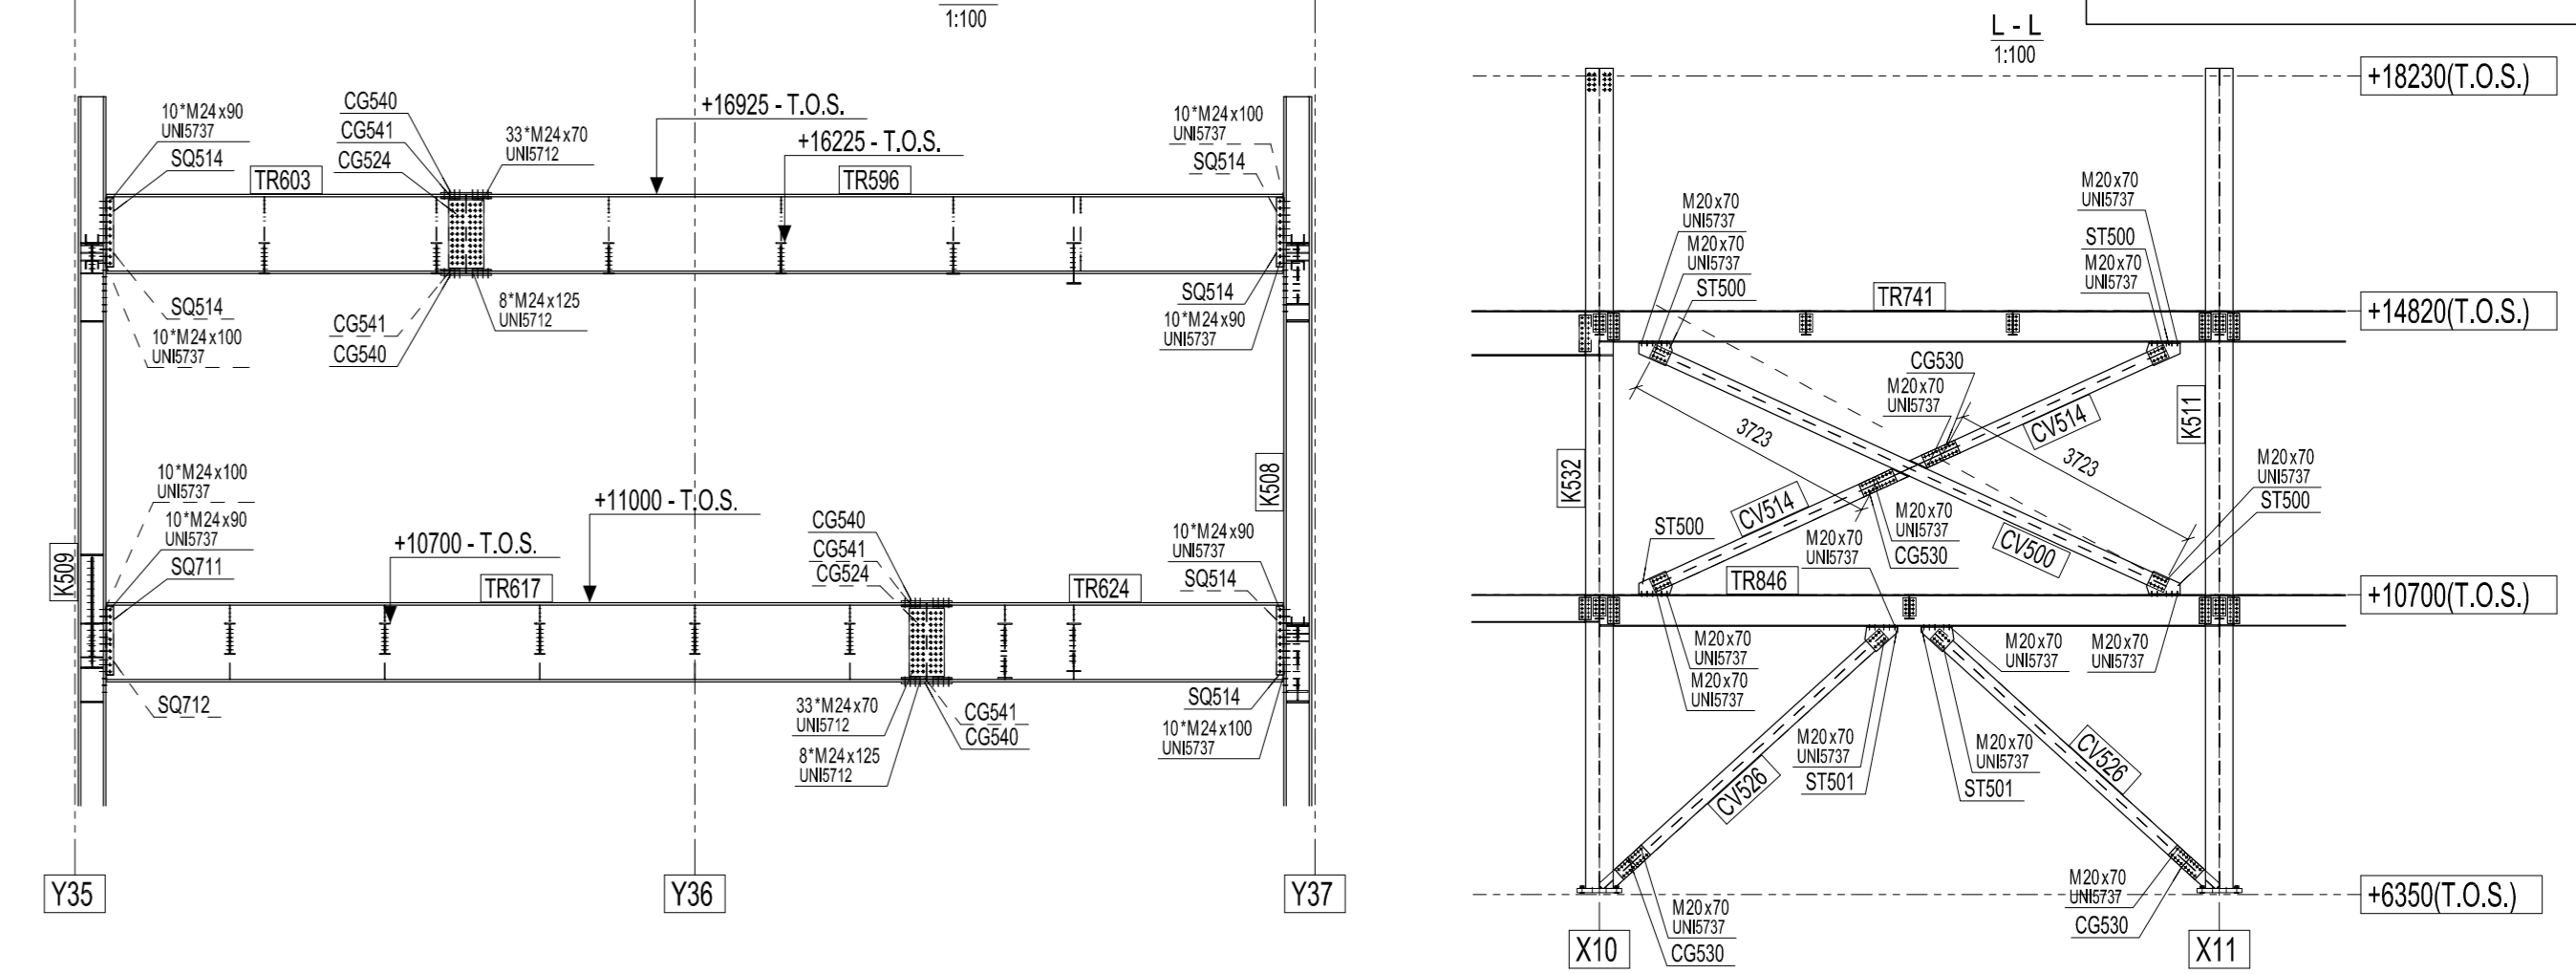 1:100
10*M24x90
UNI5737
SQ514
TR603
CG540
CG541
CG524
33*M24x70
UNI5712
+16925 - T.O.S.
+16225 - T.O.S.
TR596
10*M24x100
UNI5737
SQ514
SQ514
10*M24x100
UNI5737
CG541
CG540
8*M24x125
UNI5712
SQ514
10*M24x90
UNI5737
K509
K508
10*M24x100
UNI5737
10*M24x90
UNI5737
SQ711
+10700 - T.O.S.
+11000 - T.O.S.
TR617
CG540
CG541
CG524
TR624
10*M24x90
UNI5737
SQ514
SQ712
33*M24x70
UNI5712
8*M24x125
UNI5712
CG541
CG540
SQ514
10*M24x100
UNI5737
Y35
Y36
Y37
L - L
1:100
+18230(T.O.S.)
M20x70
UNI5737
M20x70
UNI5737
ST500
M20x70
UNI5737
ST500
M20x70
UNI5737
TR741
+14820(T.O.S.)
CG530
M20x70
UNI5737
3723
CV514
K511
K532
3723
M20x70
UNI5737
ST500
ST500
CV514
M20x70
UNI5737
M20x70
UNI5737
CG530
CV500
TR846
+10700(T.O.S.)
M20x70
UNI5737
M20x70
UNI5737
M20x70
UNI5737
M20x70
UNI5737
M20x70
UNI5737
ST501
M20x70
UNI5737
ST501
CV526
CV526
M20x70
UNI5737
CG530
M20x70
UNI5737
CG530
+6350(T.O.S.)
X10
X11